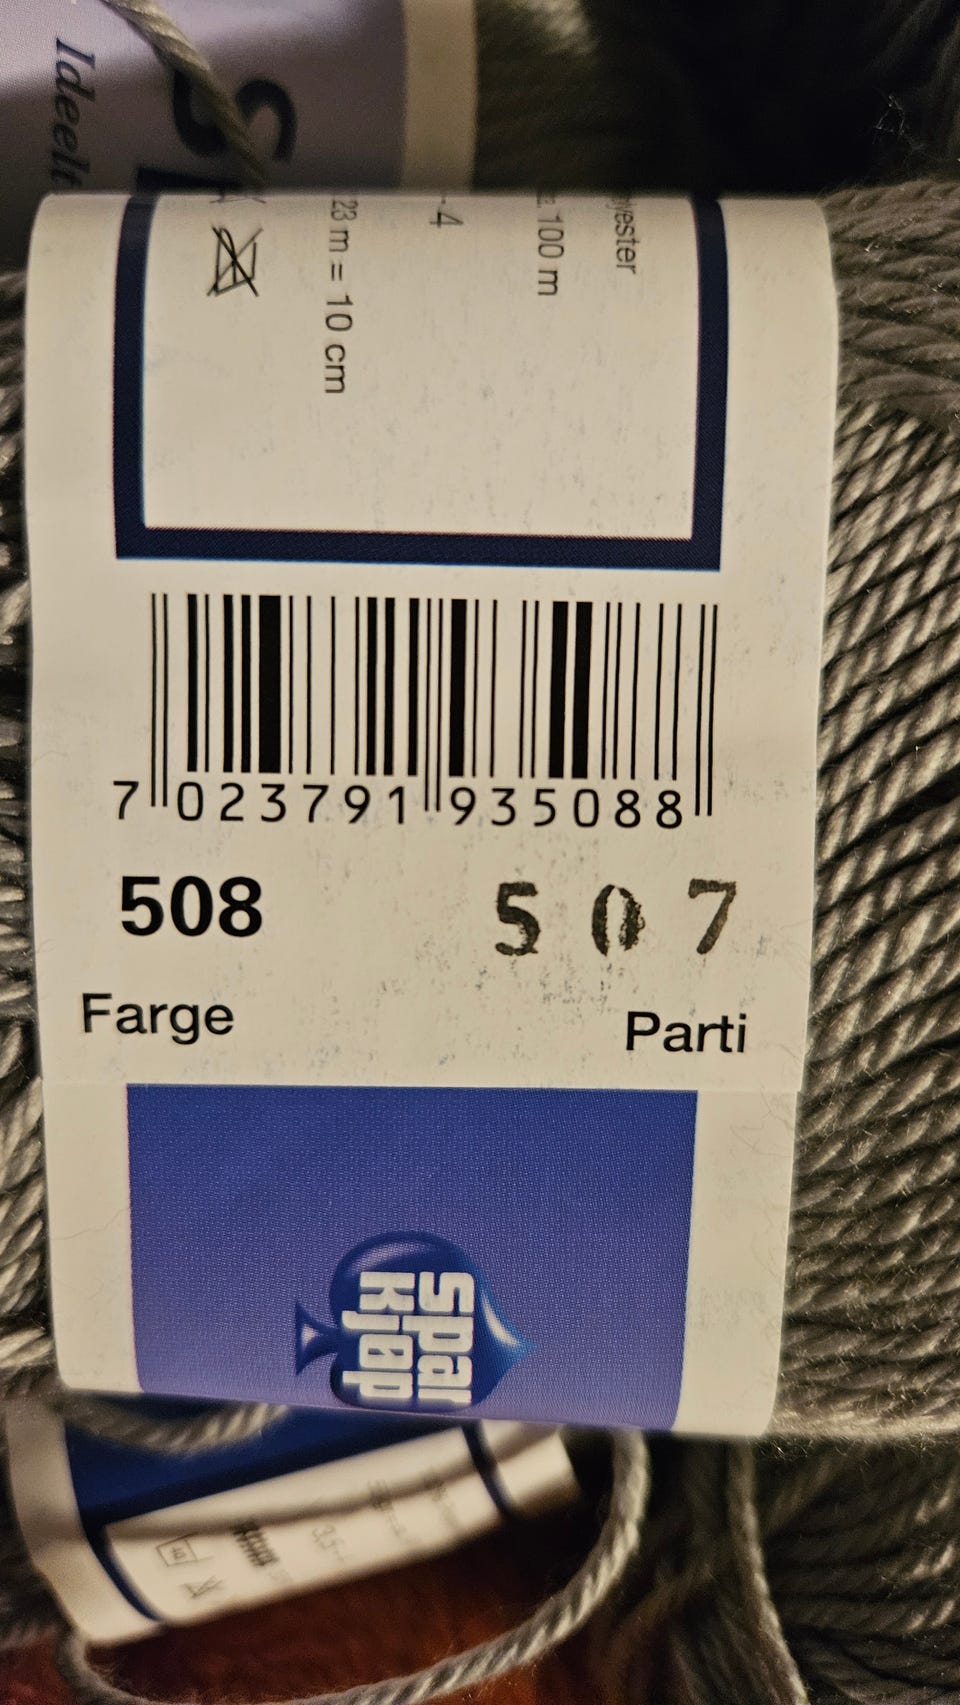 Ideelt
yester
100 m
-4
23 m = 10 cm
7 023791 935088
508 507
Farge Parti
spar
kjøp